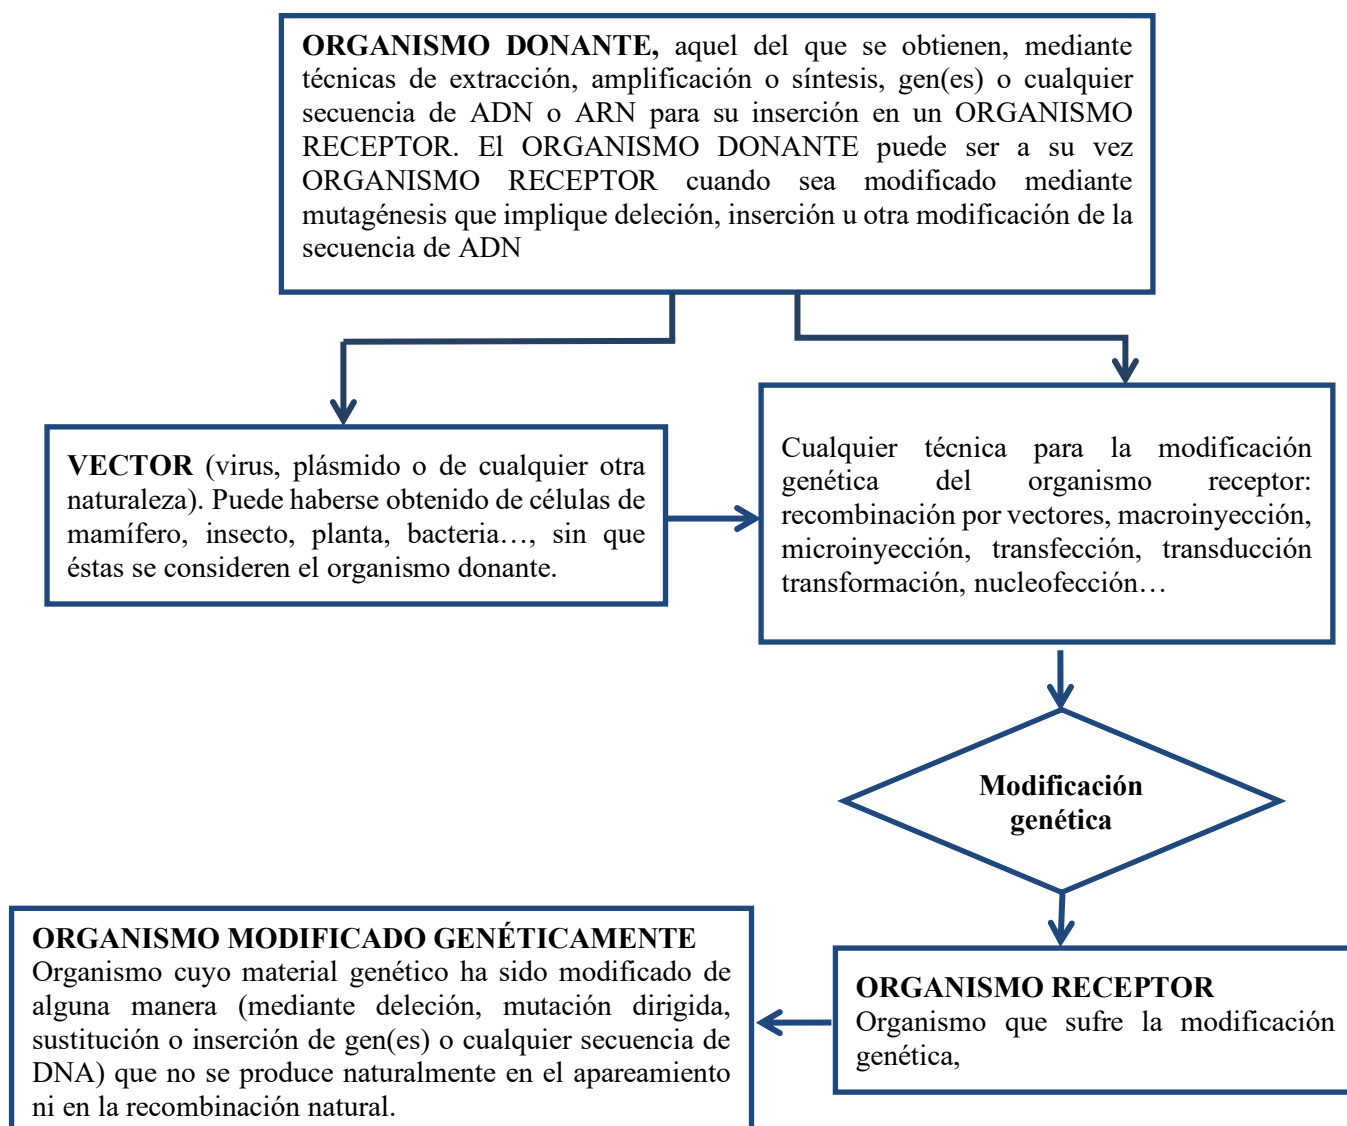 ORGANISMO DONANTE, aquel del que se obtienen, mediante
técnicas de extracción, amplificación o síntesis, gen(es) o cualquier
secuencia de ADN o ARN para su inserción en un ORGANISMO
RECEPTOR. El ORGANISMO DONANTE puede ser a su vez
ORGANISMO RECEPTOR cuando sea modificado mediante
mutagénesis que implique deleción, inserción u otra modificación de la
secuencia de ADN
VECTOR (virus, plásmido o de cualquier otra
naturaleza). Puede haberse obtenido de células de
mamífero, insecto, planta, bacteria…, sin que
éstas se consideren el organismo donante.
Cualquier técnica para la modificación
genética del organismo receptor:
recombinación por vectores, macroinyección,
microinyección, transfección, transducción
transformación, nucleofección…
Modificación
genética
ORGANISMO RECEPTOR
Organismo que sufre la modificación
genética,
ORGANISMO MODIFICADO GENÉTICAMENTE
Organismo cuyo material genético ha sido modificado de
alguna manera (mediante deleción, mutación dirigida,
sustitución o inserción de gen(es) o cualquier secuencia de
DNA) que no se produce naturalmente en el apareamiento
ni en la recombinación natural.